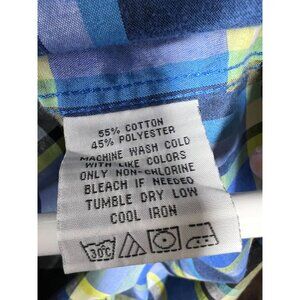 55% COTTON
45% POLYESTER
MACHINE WASH COLD
WITH LIKE COLORS
ONLY NON-CHLORINE
BLEACH IF NEEDED
TUMBLE DRY LOW
COOL IRON
30°C